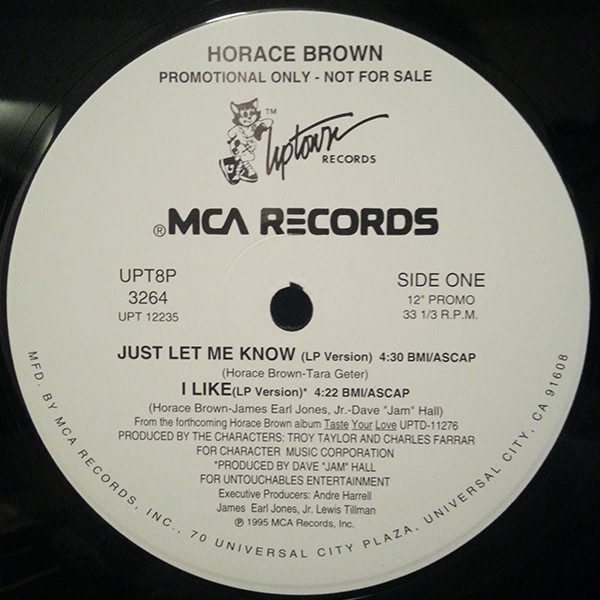 HORACE BROWN
PROMOTIONAL ONLY - NOT FOR SALE
Uptown TM
RECORDS
®MCA RECORDS
UPT8P
3264
UPT 12235
SIDE ONE
12" PROMO
33 1/3 R.P.M.
JUST LET ME KNOW (LP Version) 4:30 BMI/ASCAP
(Horace Brown-Tara Geter)
I LIKE(LP Version)* 4:22 BMI/ASCAP
(Horace Brown-James Earl Jones, Jr.-Dave "Jam" Hall)
From the forthcoming Horace Brown album Taste Your Love UPTD-11276
PRODUCED BY THE CHARACTERS: TROY TAYLOR AND CHARLES FARRAR
FOR CHARACTER MUSIC CORPORATION
*PRODUCED BY DAVE "JAM" HALL
FOR UNTOUCHABLES ENTERTAINMENT
Executive Producers: Andre Harrell
James Earl Jones, Jr. Lewis Tillman
℗ 1995 MCA Records, Inc.
MFD. BY MCA RECORDS, INC., 70 UNIVERSAL CITY PLAZA, UNIVERSAL CITY, CA 91608